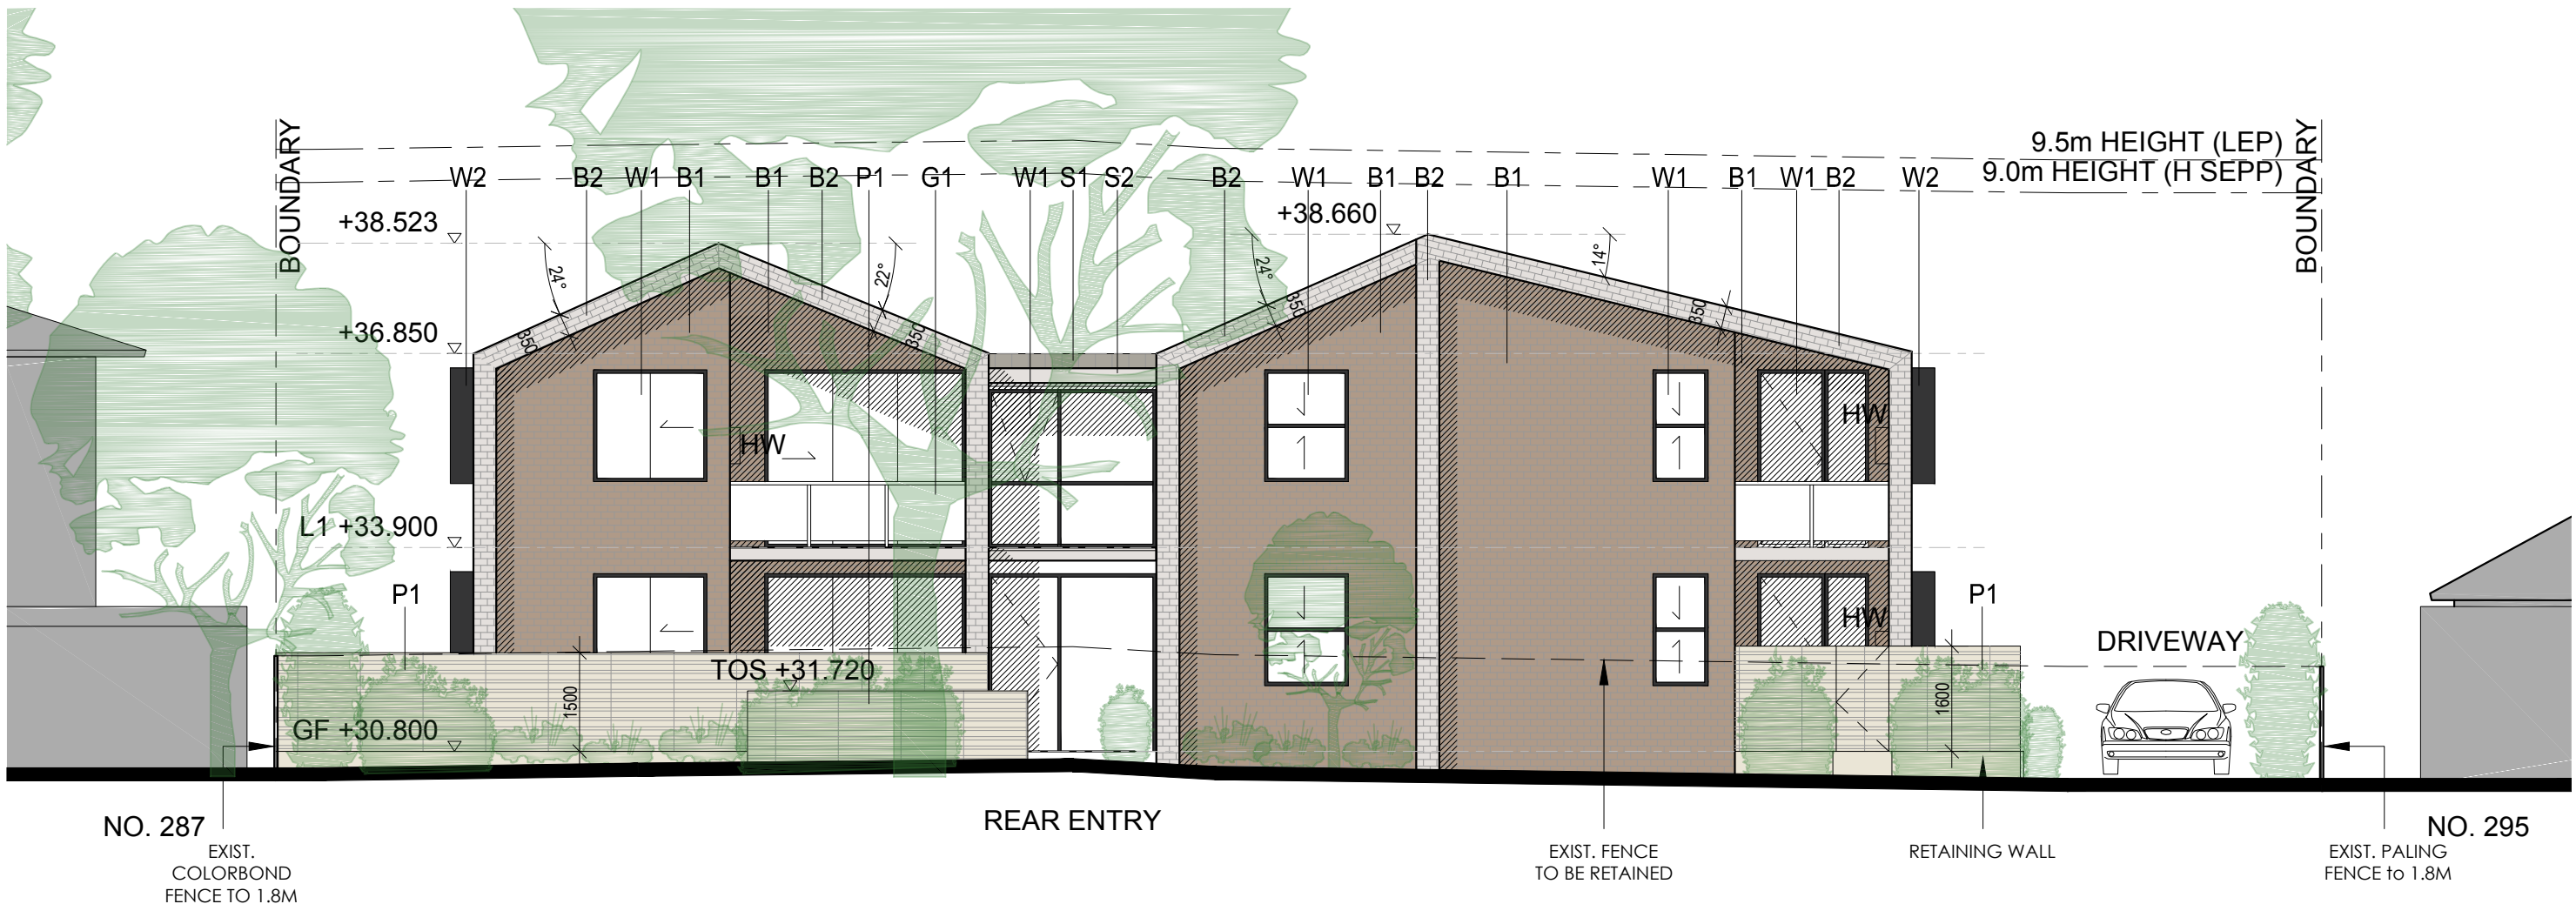 BOUNDARY
BOUNDARY
9.5m HEIGHT (LEP)
9.0m HEIGHT (H SEPP)
W2 B2 W1 B1 B1 B2 P1 G1 W1 S1 S2 B2 W1 B1 B2 B1 W1 B1 W1 B2 W2
+38.523
+38.660
24°
22°
24°
14°
350
350
350
350
+36.850
HW
HW
L1 +33.900
P1
HW
P1
DRIVEWAY
TOS +31.720
1500
1600
GF +30.800
REAR ENTRY
NO. 287
NO. 295
EXIST.
COLORBOND
FENCE TO 1.8M
EXIST. FENCE
TO BE RETAINED
RETAINING WALL
EXIST. PALING
FENCE to 1.8M